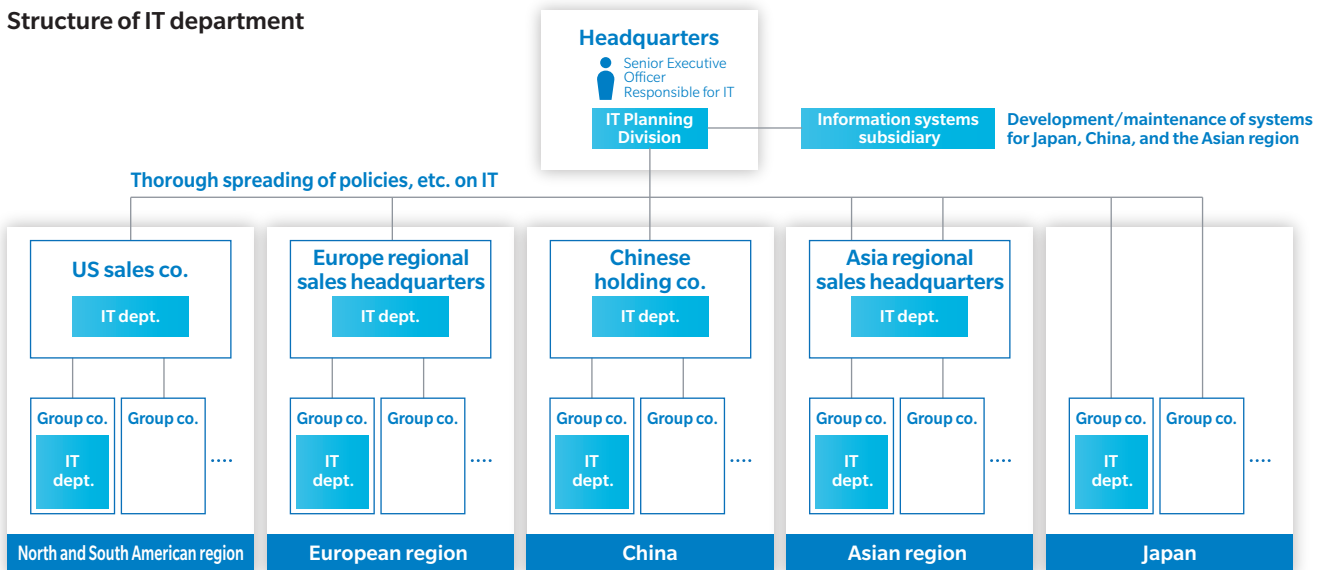 Structure of IT department
Headquarters
Senior Executive
Officer
Responsible for IT
IT Planning
Division
Information systems
subsidiary
Development/maintenance of systems
for Japan, China, and the Asian region
Thorough spreading of policies, etc. on IT
US sales co.
IT dept.
Group co.
IT
dept.
Group co.
....
North and South American region
Europe regional
sales headquarters
IT dept.
Group co.
IT
dept.
Group co.
....
European region
Chinese
holding co.
IT dept.
Group co.
IT
dept.
Group co.
....
China
Asia regional
sales headquarters
IT dept.
Group co.
IT
dept.
Group co.
....
Asian region
Group co.
IT
dept.
Group co.
....
Japan